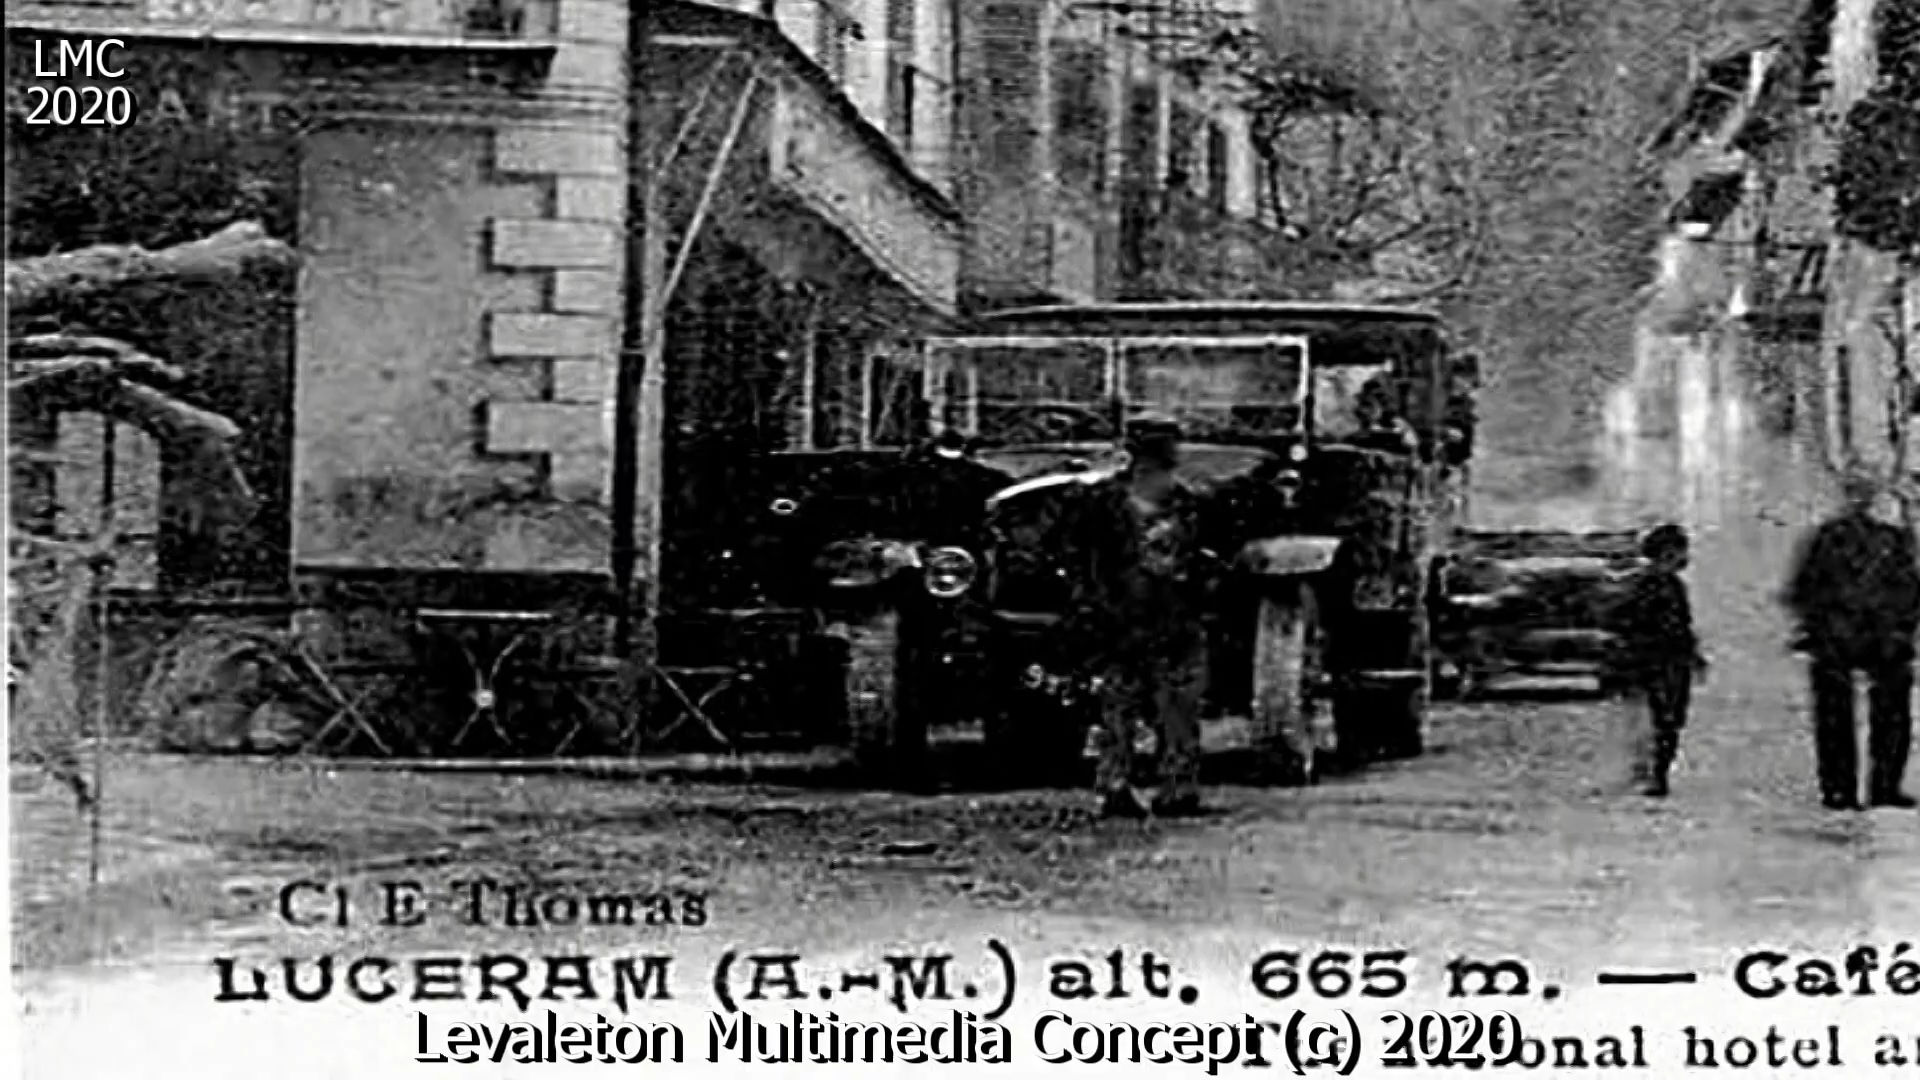 LMC
2020
Cl E Thomas
LUCERAM (A.-M.) alt. 665 m. — Café
hotel
Levaleton Multimedia Concept (c) 2020